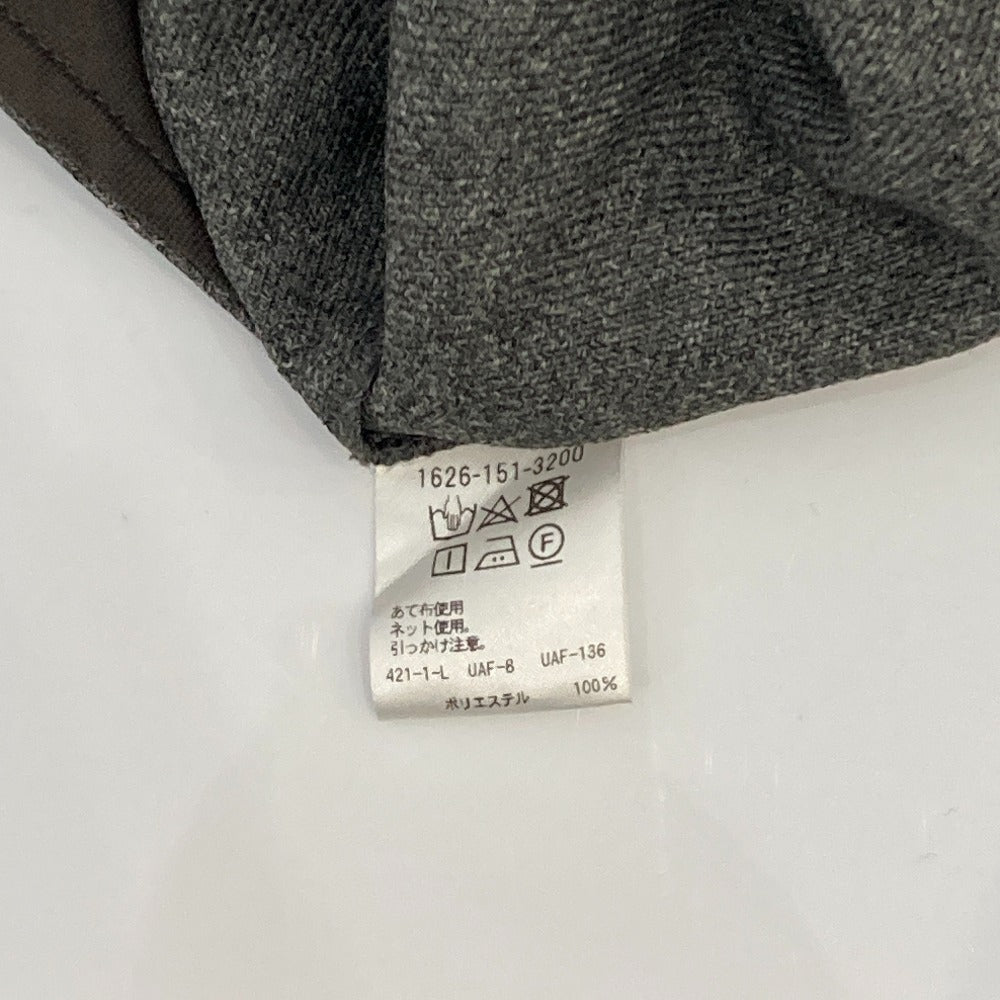 1626-151-3200
F
あて布使用
ネット使用。
引っかけ注意。
421-1-L UAF-8 UAF-136
ポリエステル 100%